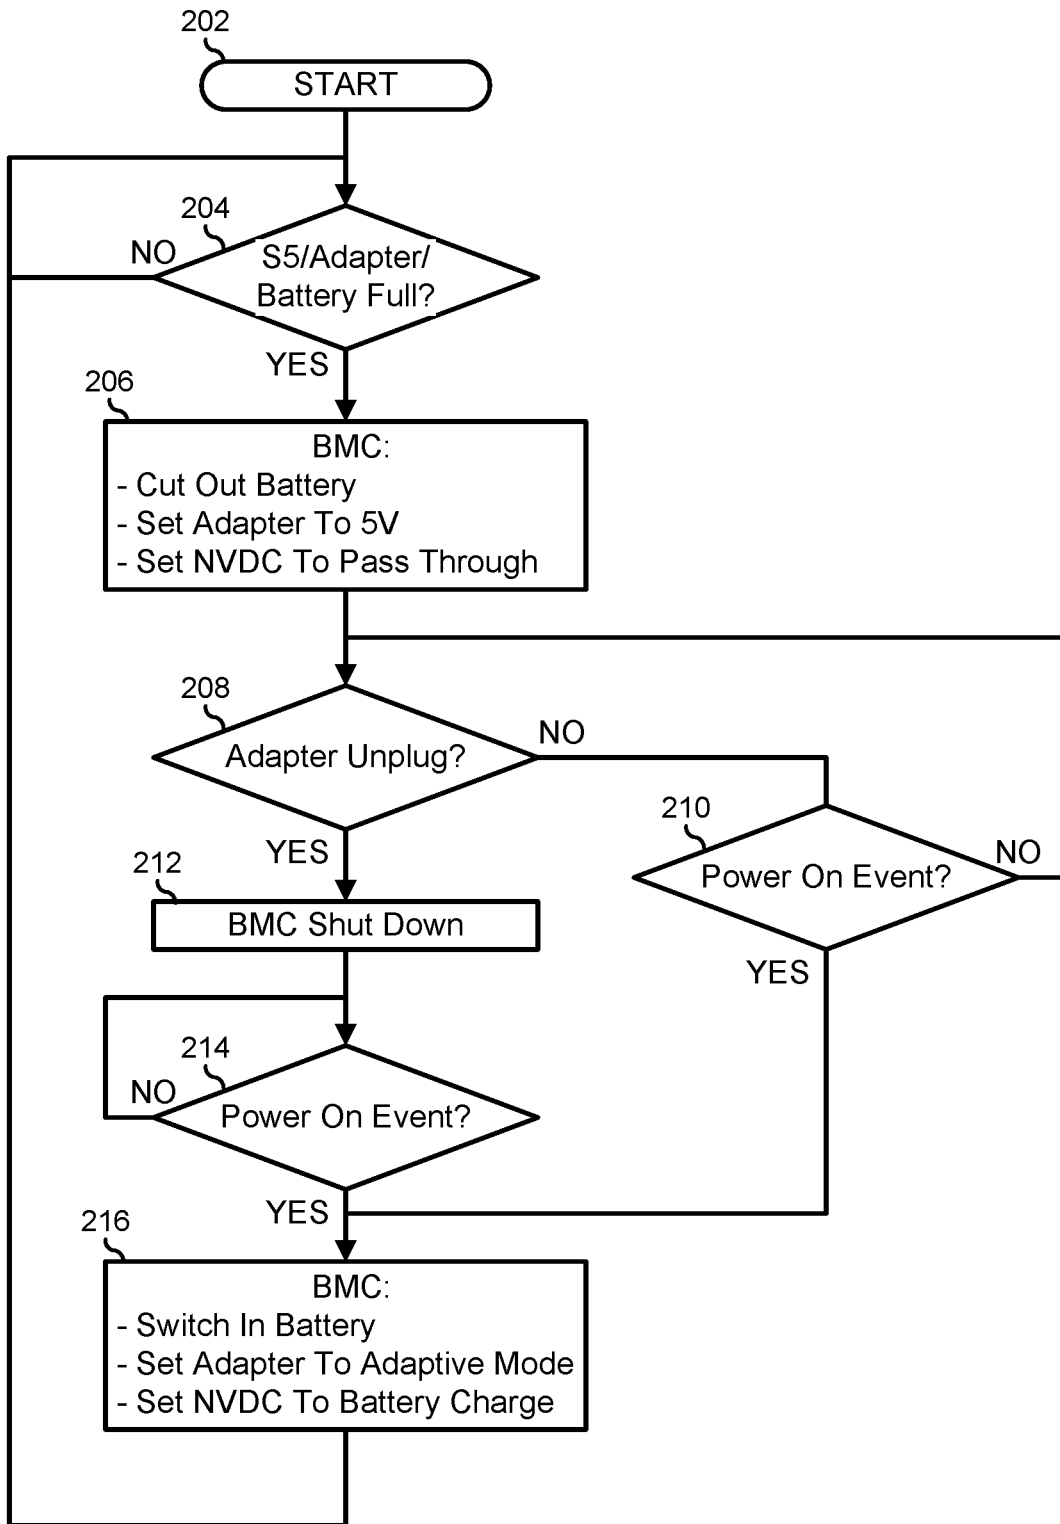 202
START
204
NO
S5/Adapter/
Battery Full?
YES
206
BMC:
- Cut Out Battery
- Set Adapter To 5V
- Set NVDC To Pass Through
208
NO
Adapter Unplug?
210
NO
Power On Event?
YES
YES
212
BMC Shut Down
214
NO
Power On Event?
YES
216
BMC:
- Switch In Battery
- Set Adapter To Adaptive Mode
- Set NVDC To Battery Charge